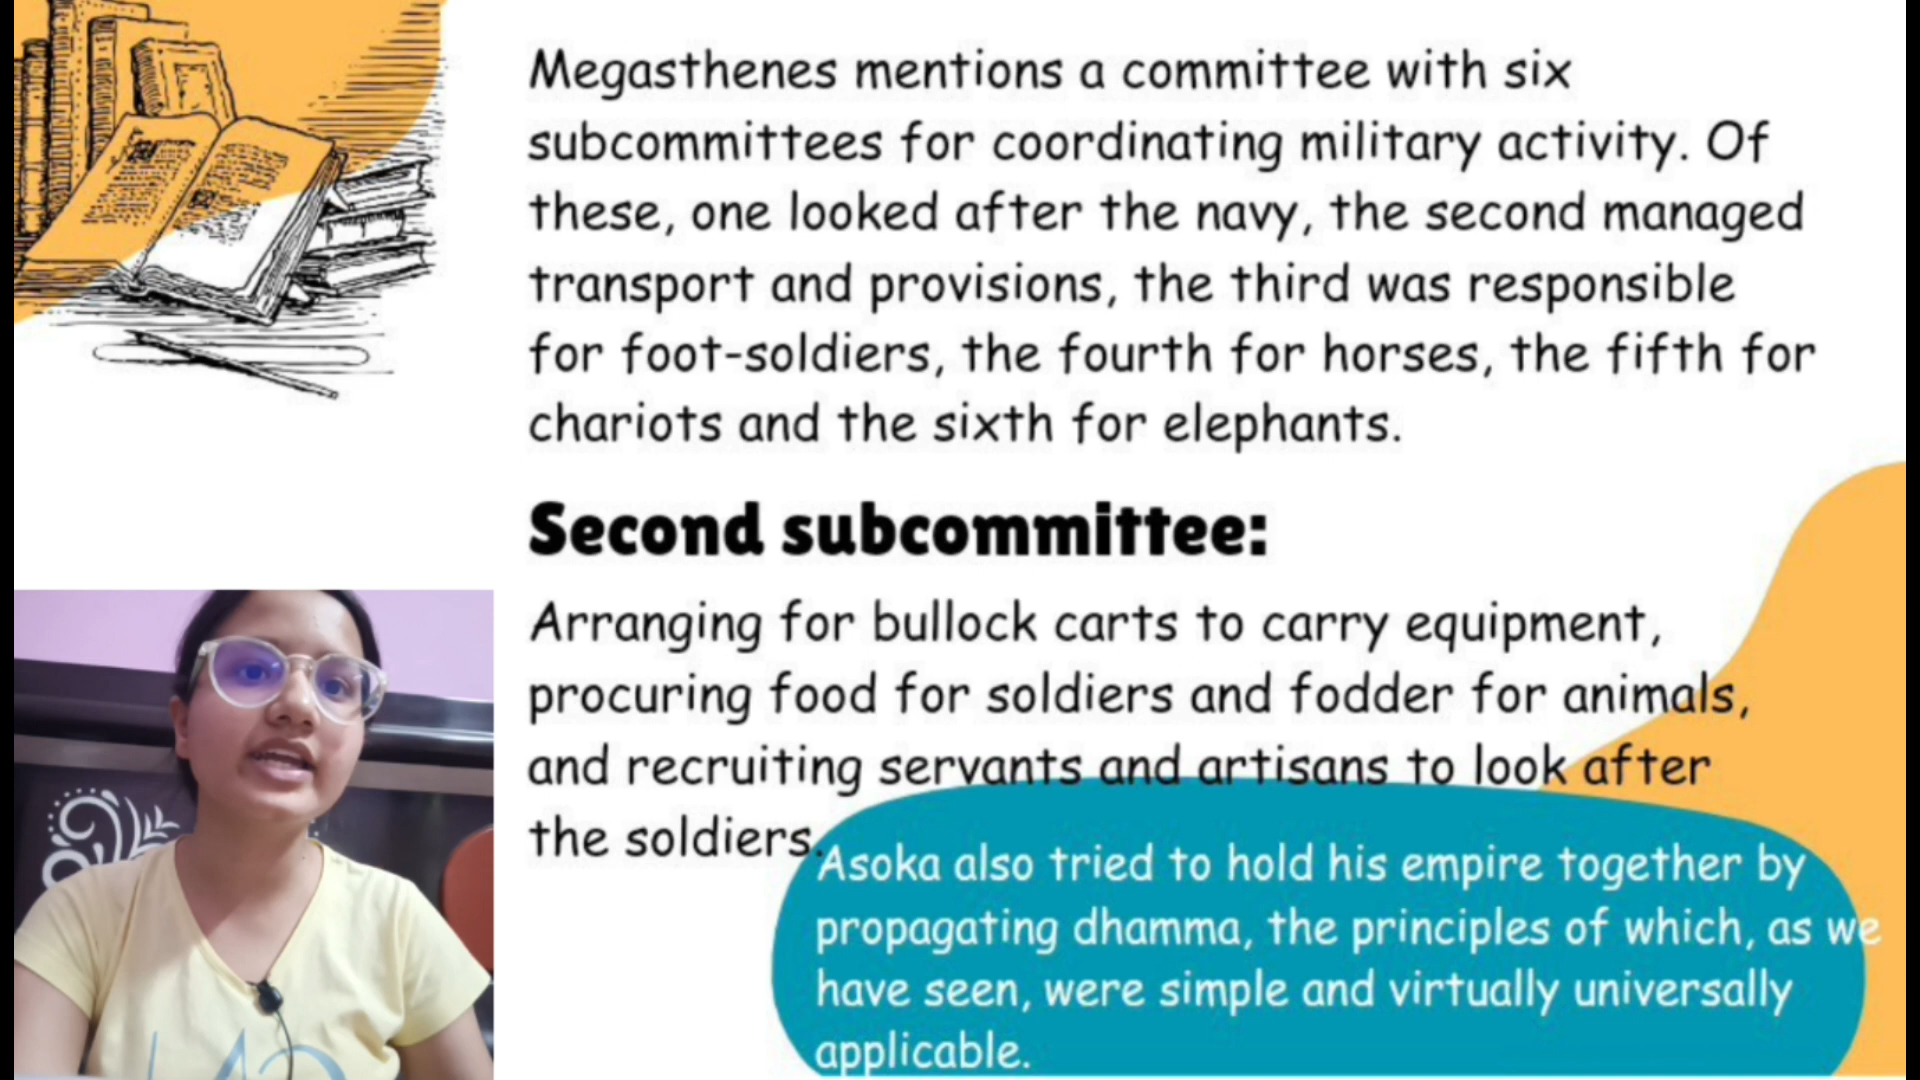 Megasthenes mentions a committee with six
subcommittees for coordinating military activity. Of
these, one looked after the navy, the second managed
transport and provisions, the third was responsible
for foot-soldiers, the fourth for horses, the fifth for
chariots and the sixth for elephants.
Second subcommittee:
Arranging for bullock carts to carry equipment,
procuring food for soldiers and fodder for animals,
and recruiting servants and artisans to look after
the soldiers.
Asoka also tried to hold his empire together by
propagating dhamma, the principles of which, as we
have seen, were simple and virtually universally
applicable.